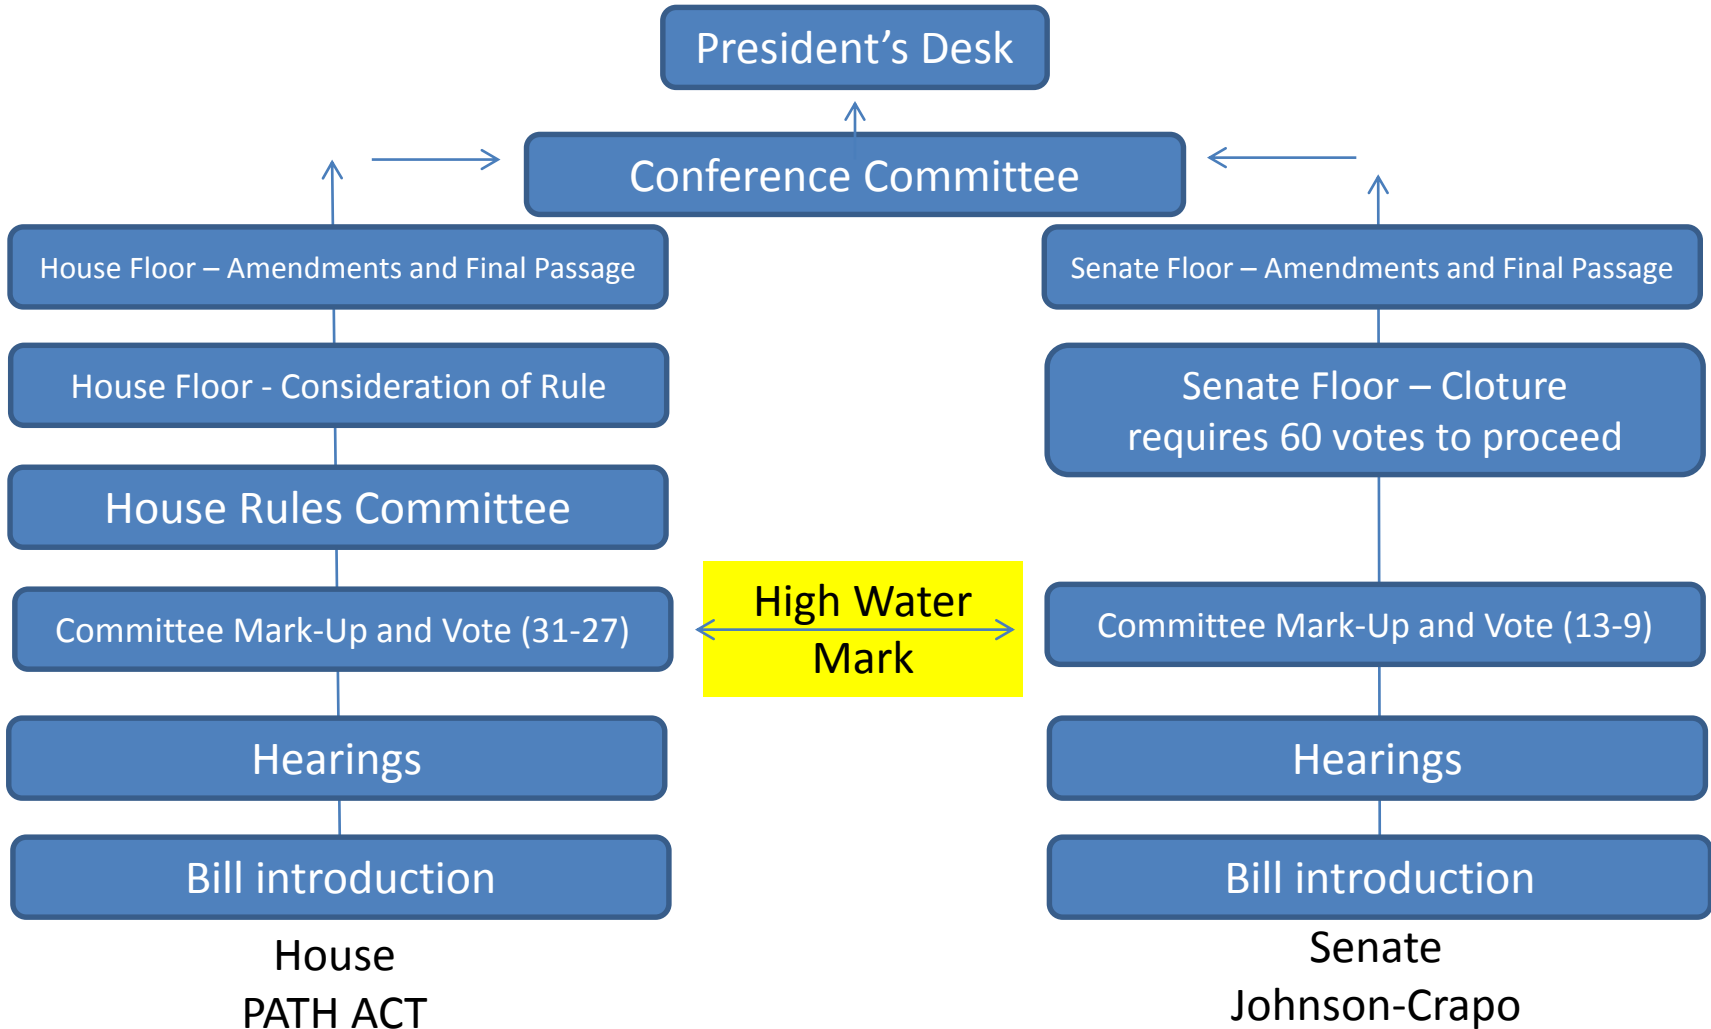 President’s Desk
Conference Committee
House Floor – Amendments and Final Passage
Senate Floor – Amendments and Final Passage
House Floor - Consideration of Rule
Senate Floor – Cloture
requires 60 votes to proceed
House Rules Committee
High Water
Mark
Committee Mark-Up and Vote (31-27)
Committee Mark-Up and Vote (13-9)
Hearings
Hearings
Bill introduction
Bill introduction
House
PATH ACT
Senate
Johnson-Crapo